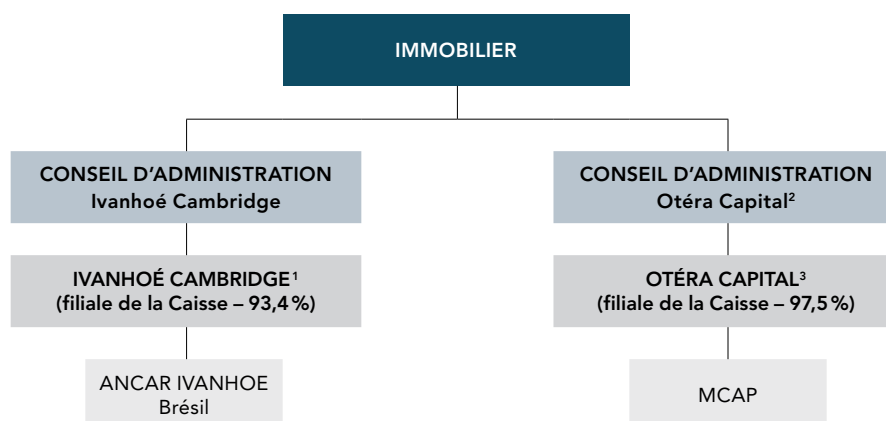 IMMOBILIER
CONSEIL D’ADMINISTRATION
Ivanhoé Cambridge
CONSEIL D’ADMINISTRATION
Otéra Capital²
IVANHOÉ CAMBRIDGE¹
(filiale de la Caisse – 93,4 %)
OTÉRA CAPITAL³
(filiale de la Caisse – 97,5 %)
ANCAR IVANHOE
Brésil
MCAP